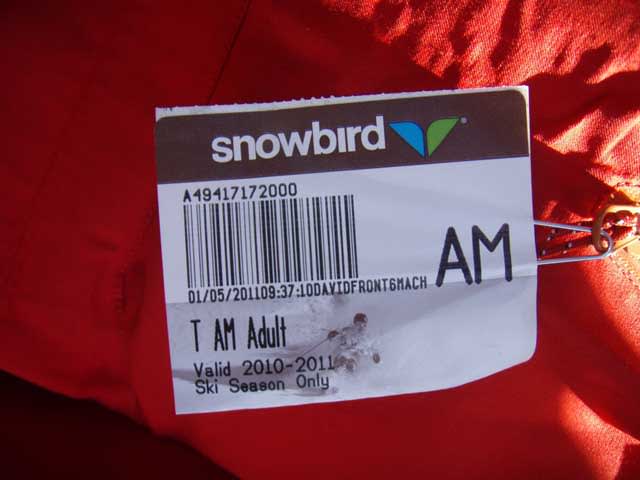 snowbird®
A49417172000
AM
01/05/201109:37:10DAVIDFRONT6MACH
T AM Adult
Valid 2010-2011
Ski Season Only